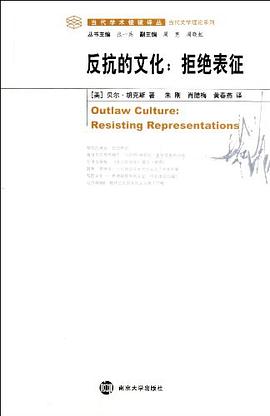 当代学术棱镜译丛
当代文学理论系列
丛书主编 张一兵 副主编 周宪 周晓虹
反抗的文化：拒绝表征
[美] 贝尔·胡克斯 著 朱刚 肖腊梅 黄春燕 译
Outlaw Culture:
Resisting Representations
南京大学出版社